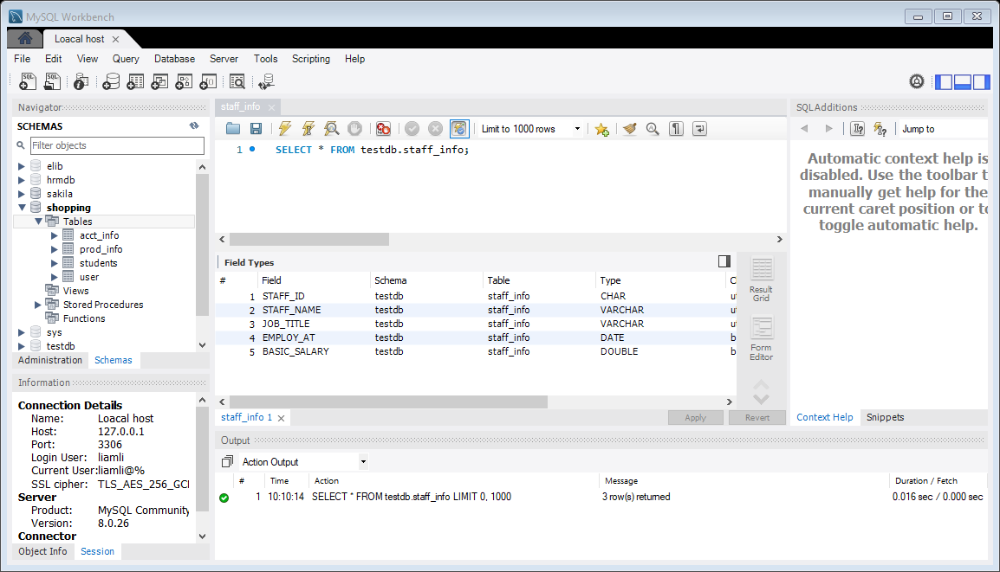 MySQL Workbench
Loacal host
File Edit View Query Database Server Tools Scripting Help
Navigator
SCHEMAS
Filter objects
elib
hrmdb
sakila
shopping
Tables
acct_info
prod_info
students
user
Views
Stored Procedures
Functions
sys
testdb
Administration Schemas
Information
Connection Details
Name: Loacal host
Host: 127.0.0.1
Port: 3306
Login User: liamli
Current User:liamli@%
SSL cipher: TLS_AES_256_GC
Server
Product: MySQL Community
Version: 8.0.26
Connector
Object Info Session
staff_info
Limit to 1000 rows
1 SELECT * FROM testdb.staff_info;
Field Types
# Field Schema Table Type C
1 STAFF_ID testdb staff_info CHAR u
2 STAFF_NAME testdb staff_info VARCHAR u
3 JOB_TITLE testdb staff_info VARCHAR u
4 EMPLOY_AT testdb staff_info DATE b
5 BASIC_SALARY testdb staff_info DOUBLE b
Result
Grid
Form
Editor
staff_info 1 Apply Revert
SQLAdditions
Jump to
Automatic context help is
disabled. Use the toolbar t
manually get help for the
current caret position or to
toggle automatic help.
Context Help Snippets
Output
Action Output
# Time Action Message Duration / Fetch
1 10:10:14 SELECT * FROM testdb.staff_info LIMIT 0, 1000 3 row(s) returned 0.016 sec / 0.000 sec